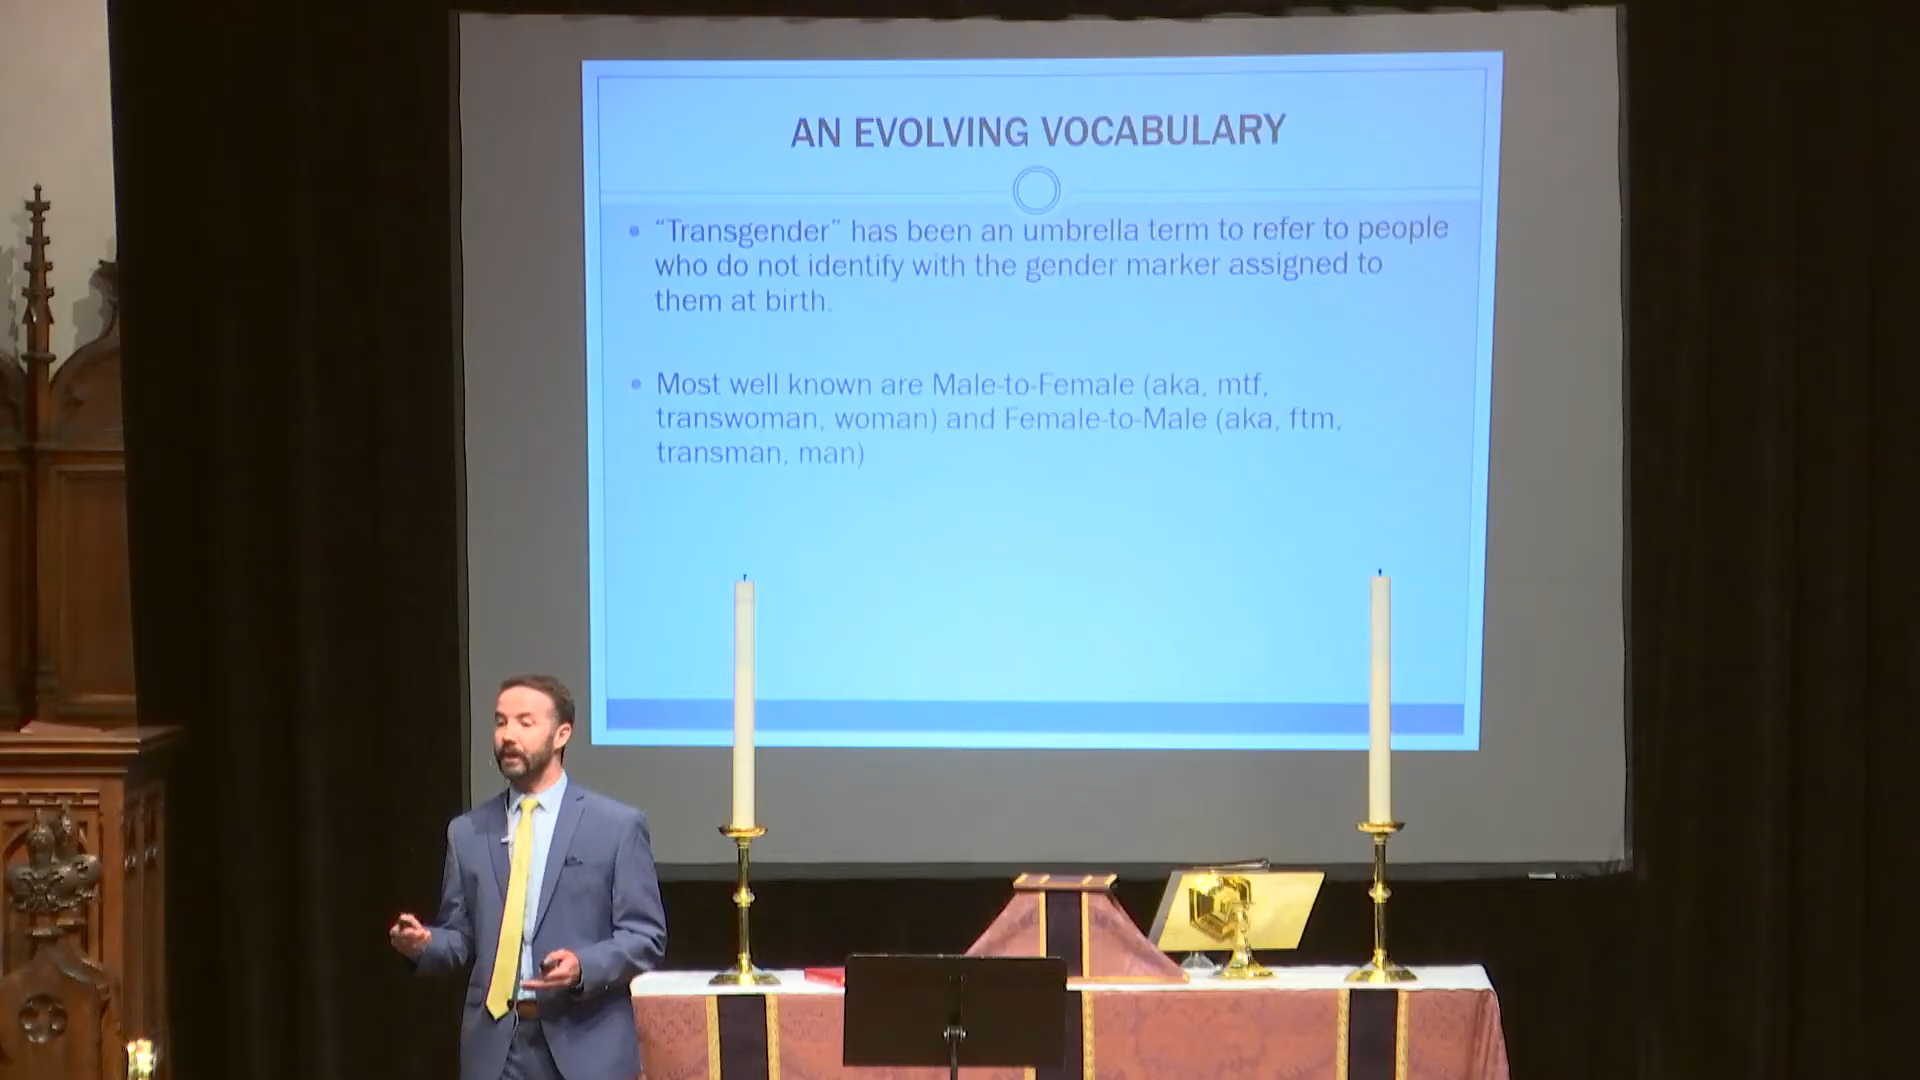 AN EVOLVING VOCABULARY
• “Transgender” has been an umbrella term to refer to people
who do not identify with the gender marker assigned to
them at birth.
• Most well known are Male-to-Female (aka, mtf,
transwoman, woman) and Female-to-Male (aka, ftm,
transman, man)